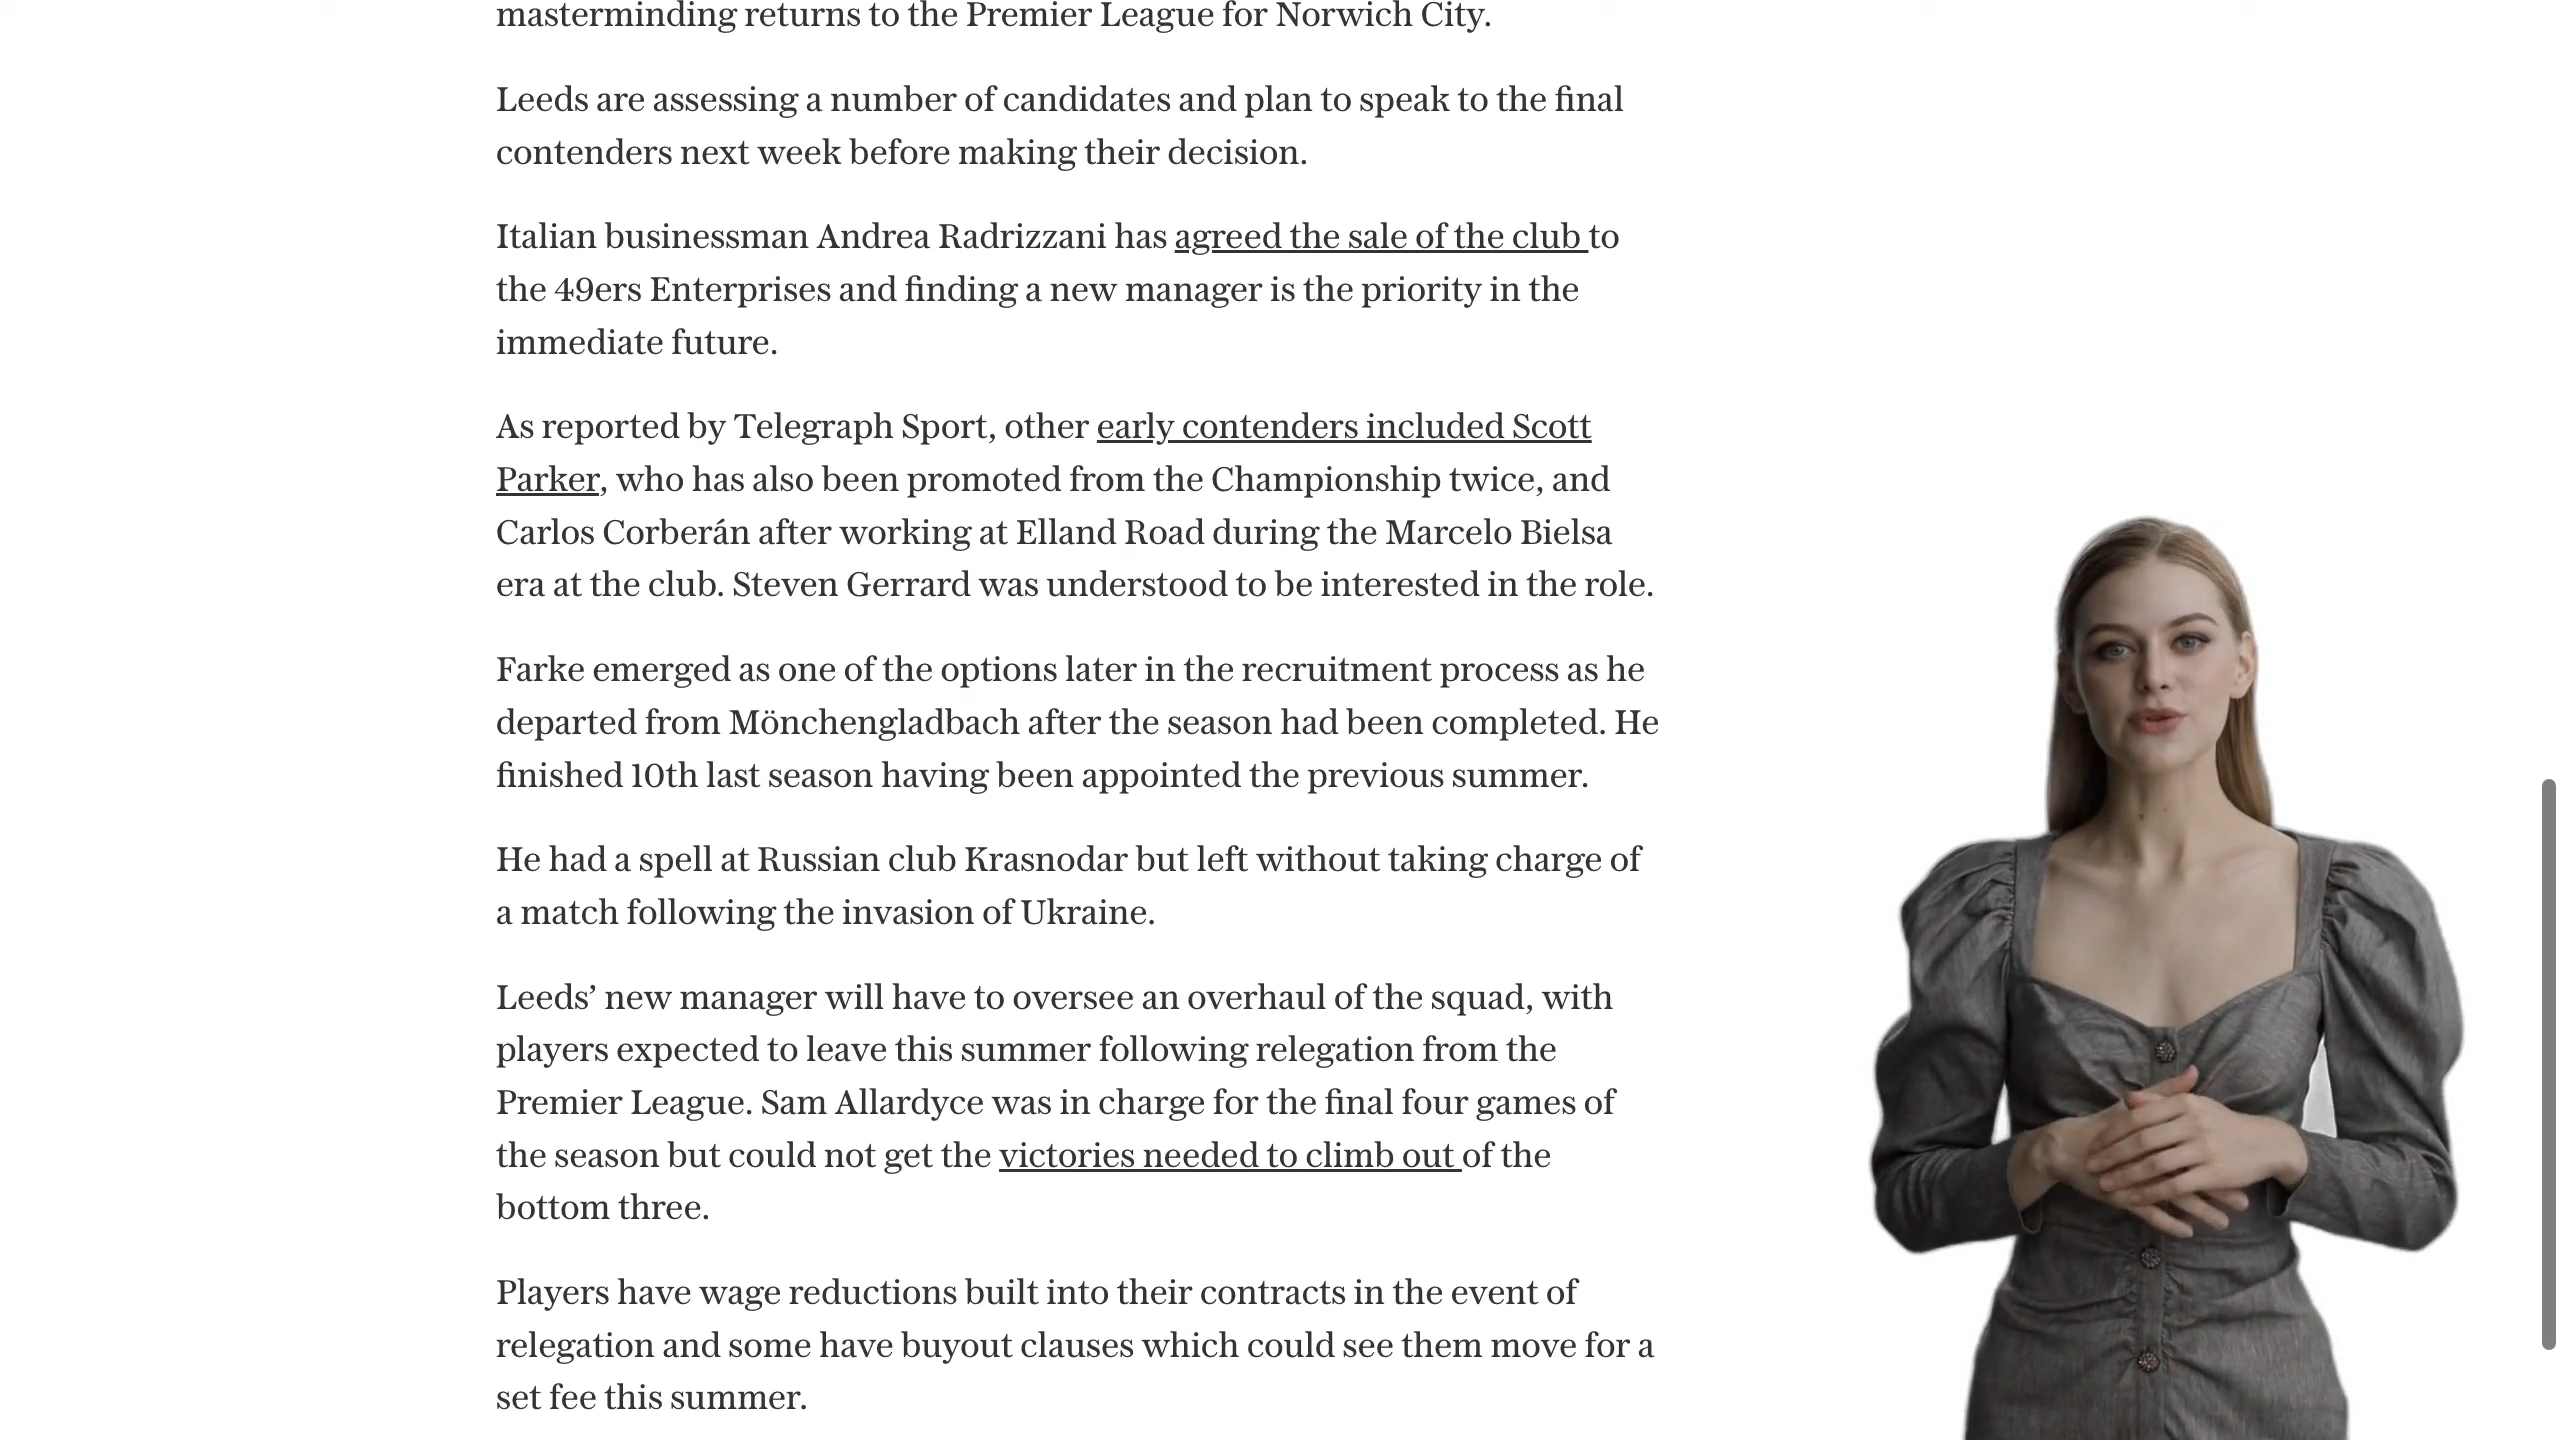 masterminding returns to the Premier League for Norwich City.
Leeds are assessing a number of candidates and plan to speak to the final
contenders next week before making their decision.
Italian businessman Andrea Radrizzani has agreed the sale of the club to
the 49ers Enterprises and finding a new manager is the priority in the
immediate future.
As reported by Telegraph Sport, other early contenders included Scott
Parker, who has also been promoted from the Championship twice, and
Carlos Corberán after working at Elland Road during the Marcelo Bielsa
era at the club. Steven Gerrard was understood to be interested in the role.
Farke emerged as one of the options later in the recruitment process as he
departed from Mönchengladbach after the season had been completed. He
finished 10th last season having been appointed the previous summer.
He had a spell at Russian club Krasnodar but left without taking charge of
a match following the invasion of Ukraine.
Leeds’ new manager will have to oversee an overhaul of the squad, with
players expected to leave this summer following relegation from the
Premier League. Sam Allardyce was in charge for the final four games of
the season but could not get the victories needed to climb out of the
bottom three.
Players have wage reductions built into their contracts in the event of
relegation and some have buyout clauses which could see them move for a
set fee this summer.